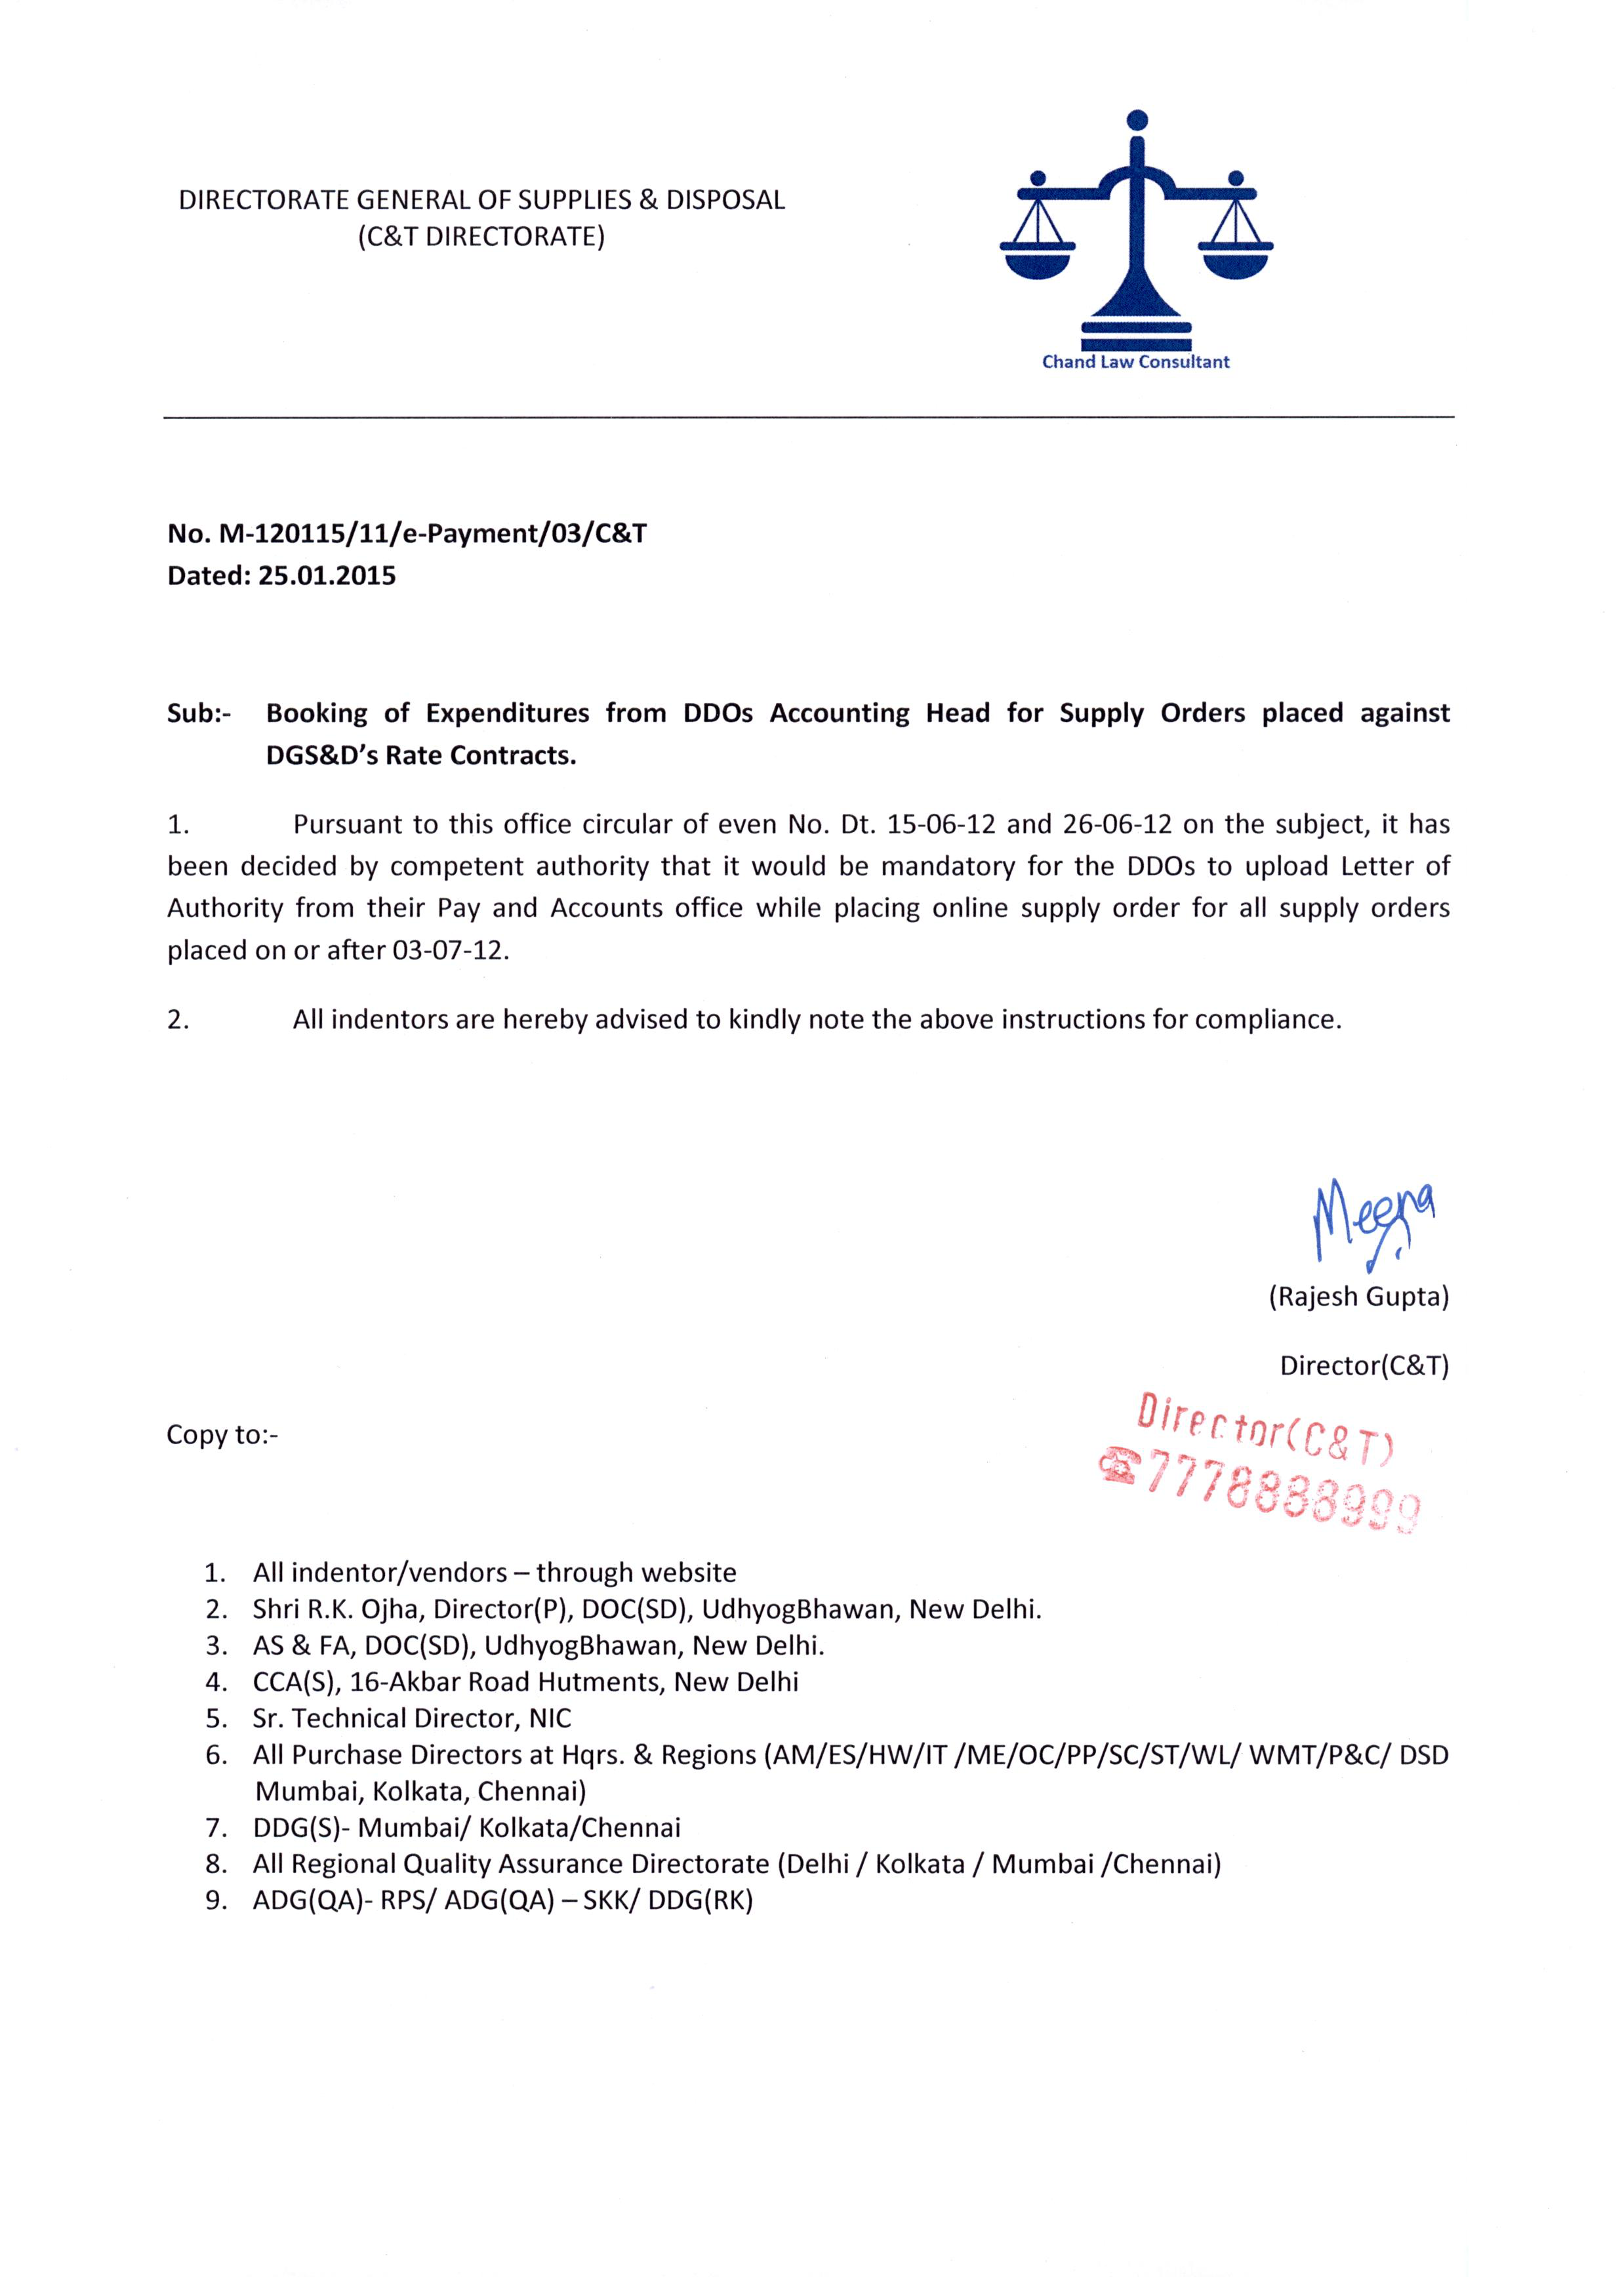 DIRECTORATE GENERAL OF SUPPLIES & DISPOSAL
(C&T DIRECTORATE)
Chand Law Consultant
No. M-120115/11/e-Payment/03/C&T
Dated: 25.01.2015
Sub:- Booking of Expenditures from DDOs Accounting Head for Supply Orders placed against
DGS&D’s Rate Contracts.
1. Pursuant to this office circular of even No. Dt. 15-06-12 and 26-06-12 on the subject, it has
been decided by competent authority that it would be mandatory for the DDOs to upload Letter of
Authority from their Pay and Accounts office while placing online supply order for all supply orders
placed on or after 03-07-12.
2. All indentors are hereby advised to kindly note the above instructions for compliance.
Meena
(Rajesh Gupta)
Director(C&T)
Director(C&T)
☎7778888999
Copy to:-
1. All indentor/vendors – through website
2. Shri R.K. Ojha, Director(P), DOC(SD), UdhyogBhawan, New Delhi.
3. AS & FA, DOC(SD), UdhyogBhawan, New Delhi.
4. CCA(S), 16-Akbar Road Hutments, New Delhi
5. Sr. Technical Director, NIC
6. All Purchase Directors at Hqrs. & Regions (AM/ES/HW/IT /ME/OC/PP/SC/ST/WL/ WMT/P&C/ DSD
Mumbai, Kolkata, Chennai)
7. DDG(S)- Mumbai/ Kolkata/Chennai
8. All Regional Quality Assurance Directorate (Delhi / Kolkata / Mumbai /Chennai)
9. ADG(QA)- RPS/ ADG(QA) – SKK/ DDG(RK)